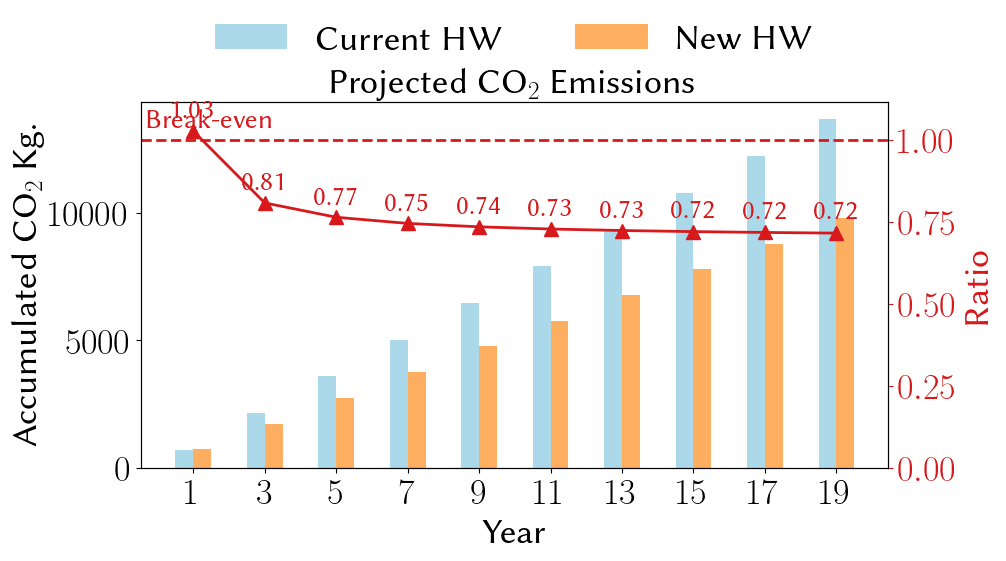 Current HW New HW
Projected CO₂ Emissions
1.03
Break-even
0.81 0.77 0.75 0.74 0.73 0.73 0.72 0.72 0.72
Accumulated CO₂ Kg.
10000
5000
0
1.00
0.75
0.50
0.25
0.00
Ratio
1 3 5 7 9 11 13 15 17 19
Year